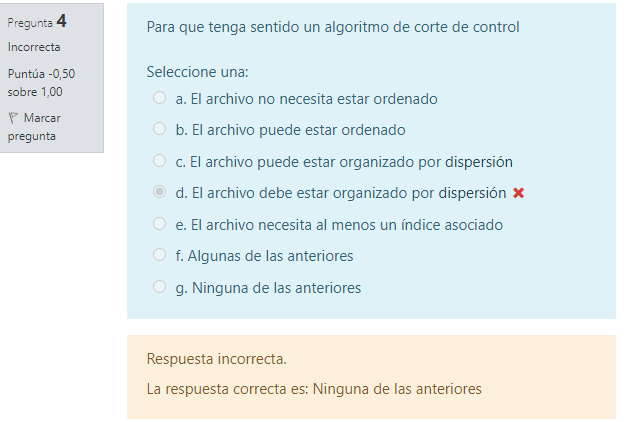 Pregunta 4
Incorrecta
Puntúa -0,50
sobre 1,00
Marcar
pregunta
Para que tenga sentido un algoritmo de corte de control
Seleccione una:
a. El archivo no necesita estar ordenado
b. El archivo puede estar ordenado
c. El archivo puede estar organizado por dispersión
d. El archivo debe estar organizado por dispersión
e. El archivo necesita al menos un índice asociado
f. Algunas de las anteriores
g. Ninguna de las anteriores
Respuesta incorrecta.
La respuesta correcta es: Ninguna de las anteriores